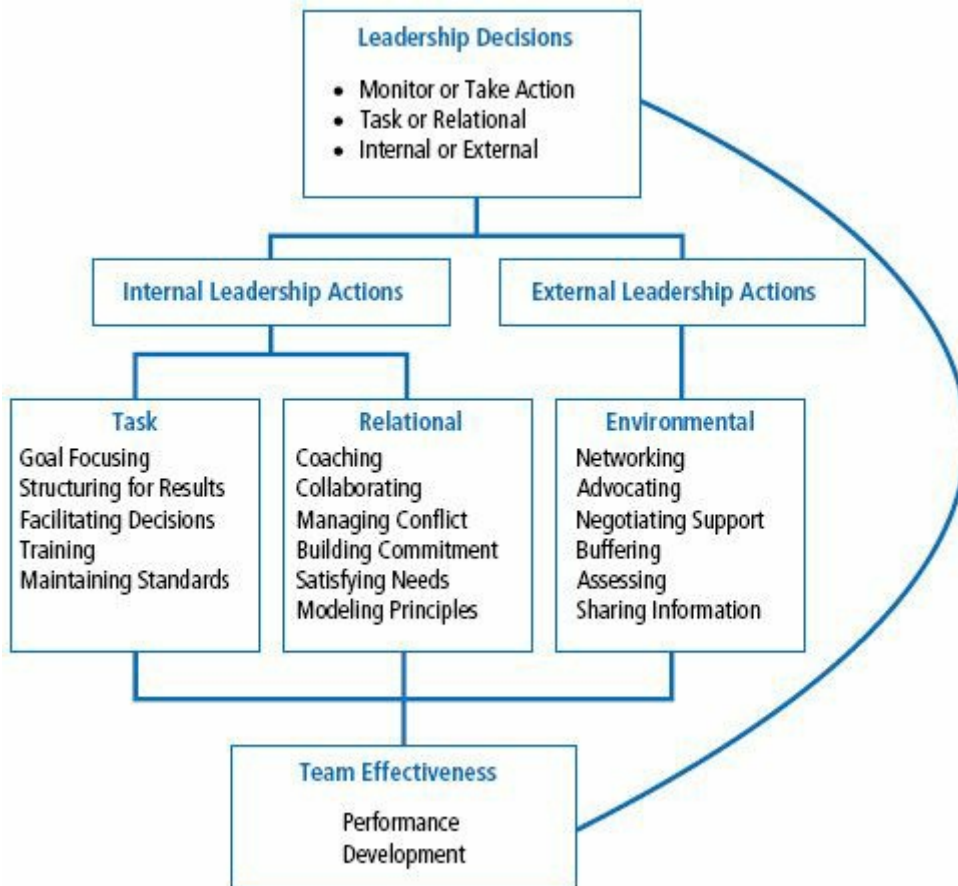 Leadership Decisions
• Monitor or Take Action
• Task or Relational
• Internal or External
Internal Leadership Actions
External Leadership Actions
Task
Goal Focusing
Structuring for Results
Facilitating Decisions
Training
Maintaining Standards
Relational
Coaching
Collaborating
Managing Conflict
Building Commitment
Satisfying Needs
Modeling Principles
Environmental
Networking
Advocating
Negotiating Support
Buffering
Assessing
Sharing Information
Team Effectiveness
Performance
Development